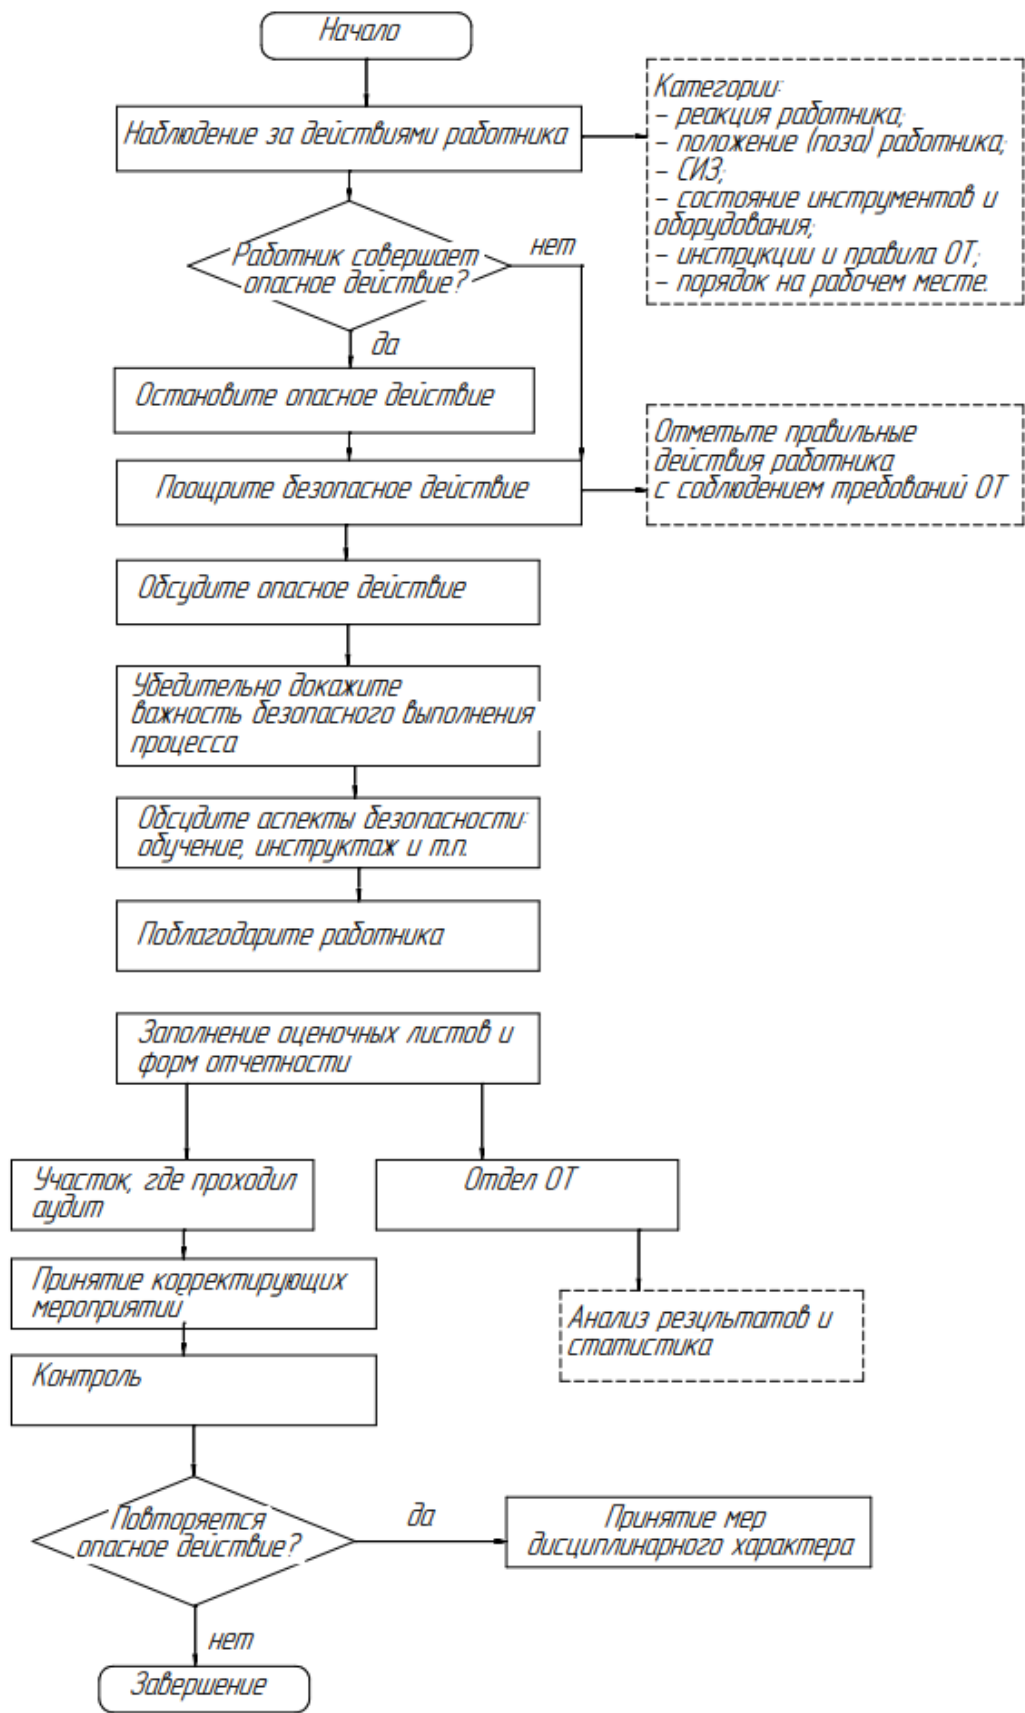 Начало
Наблюдение за действиями работника
Категории:
– реакция работника;
– положение (поза) работника;
– СИЗ;
– состояние инструментов и
оборудования;
– инструкции и правила ОТ;
– порядок на рабочем месте.
Работник совершает
опасное действие?
нет
да
Остановите опасное действие
Поощрите безопасное действие
Отметьте правильные
действия работника
с соблюдением требований ОТ
Обсудите опасное действие
Убедительно докажите
важность безопасного выполнения
процесса
Обсудите аспекты безопасности:
обучение, инструктаж и т.п.
Поблагодарите работника
Заполнение оценочных листов и
форм отчетности
Участок, где проходил
аудит
Отдел ОТ
Принятие корректирующих
мероприятий
Анализ результатов и
статистика
Контроль
Повторяется
опасное действие?
да
Принятие мер
дисциплинарного характера
нет
Завершение